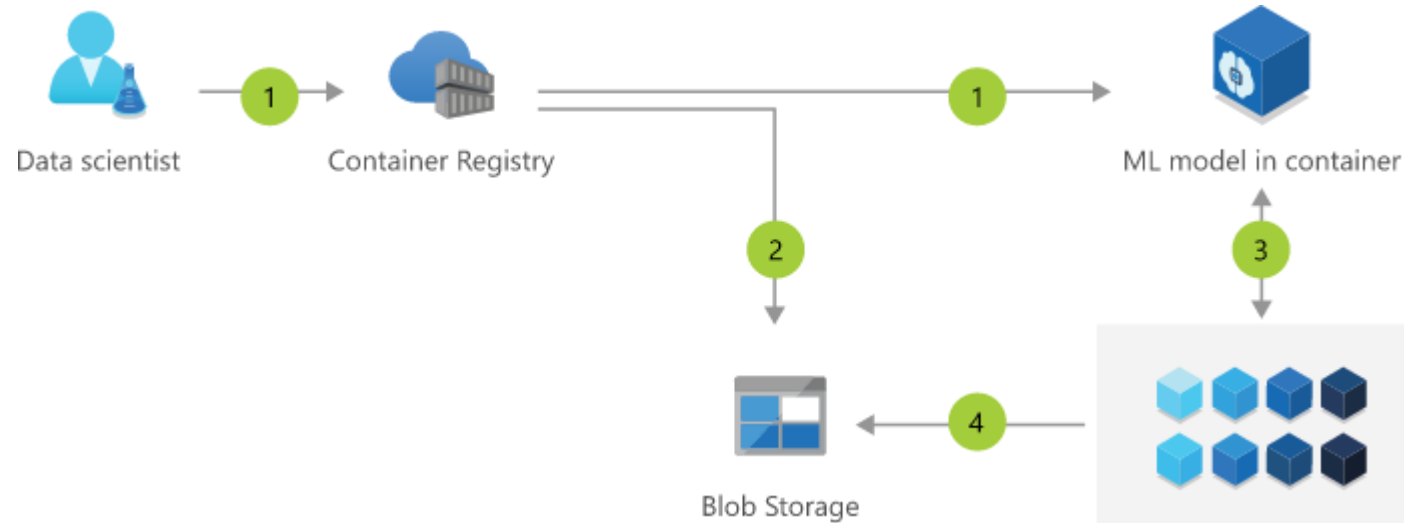 1
1
Data scientist
Container Registry
ML model in container
2
3
4
Blob Storage